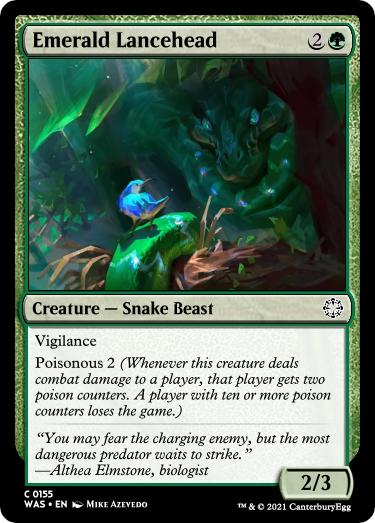 Emerald Lancehead 2
Creature — Snake Beast
Vigilance
Poisonous 2 (Whenever this creature deals
combat damage to a player, that player gets two
poison counters. A player with ten or more poison
counters loses the game.)
“You may fear the charging enemy, but the most
dangerous predator waits to strike.”
—Althea Elmstone, biologist
2/3
C 0155
WAS • EN Mike Azevedo
™ & © 2021 CanterburyEgg